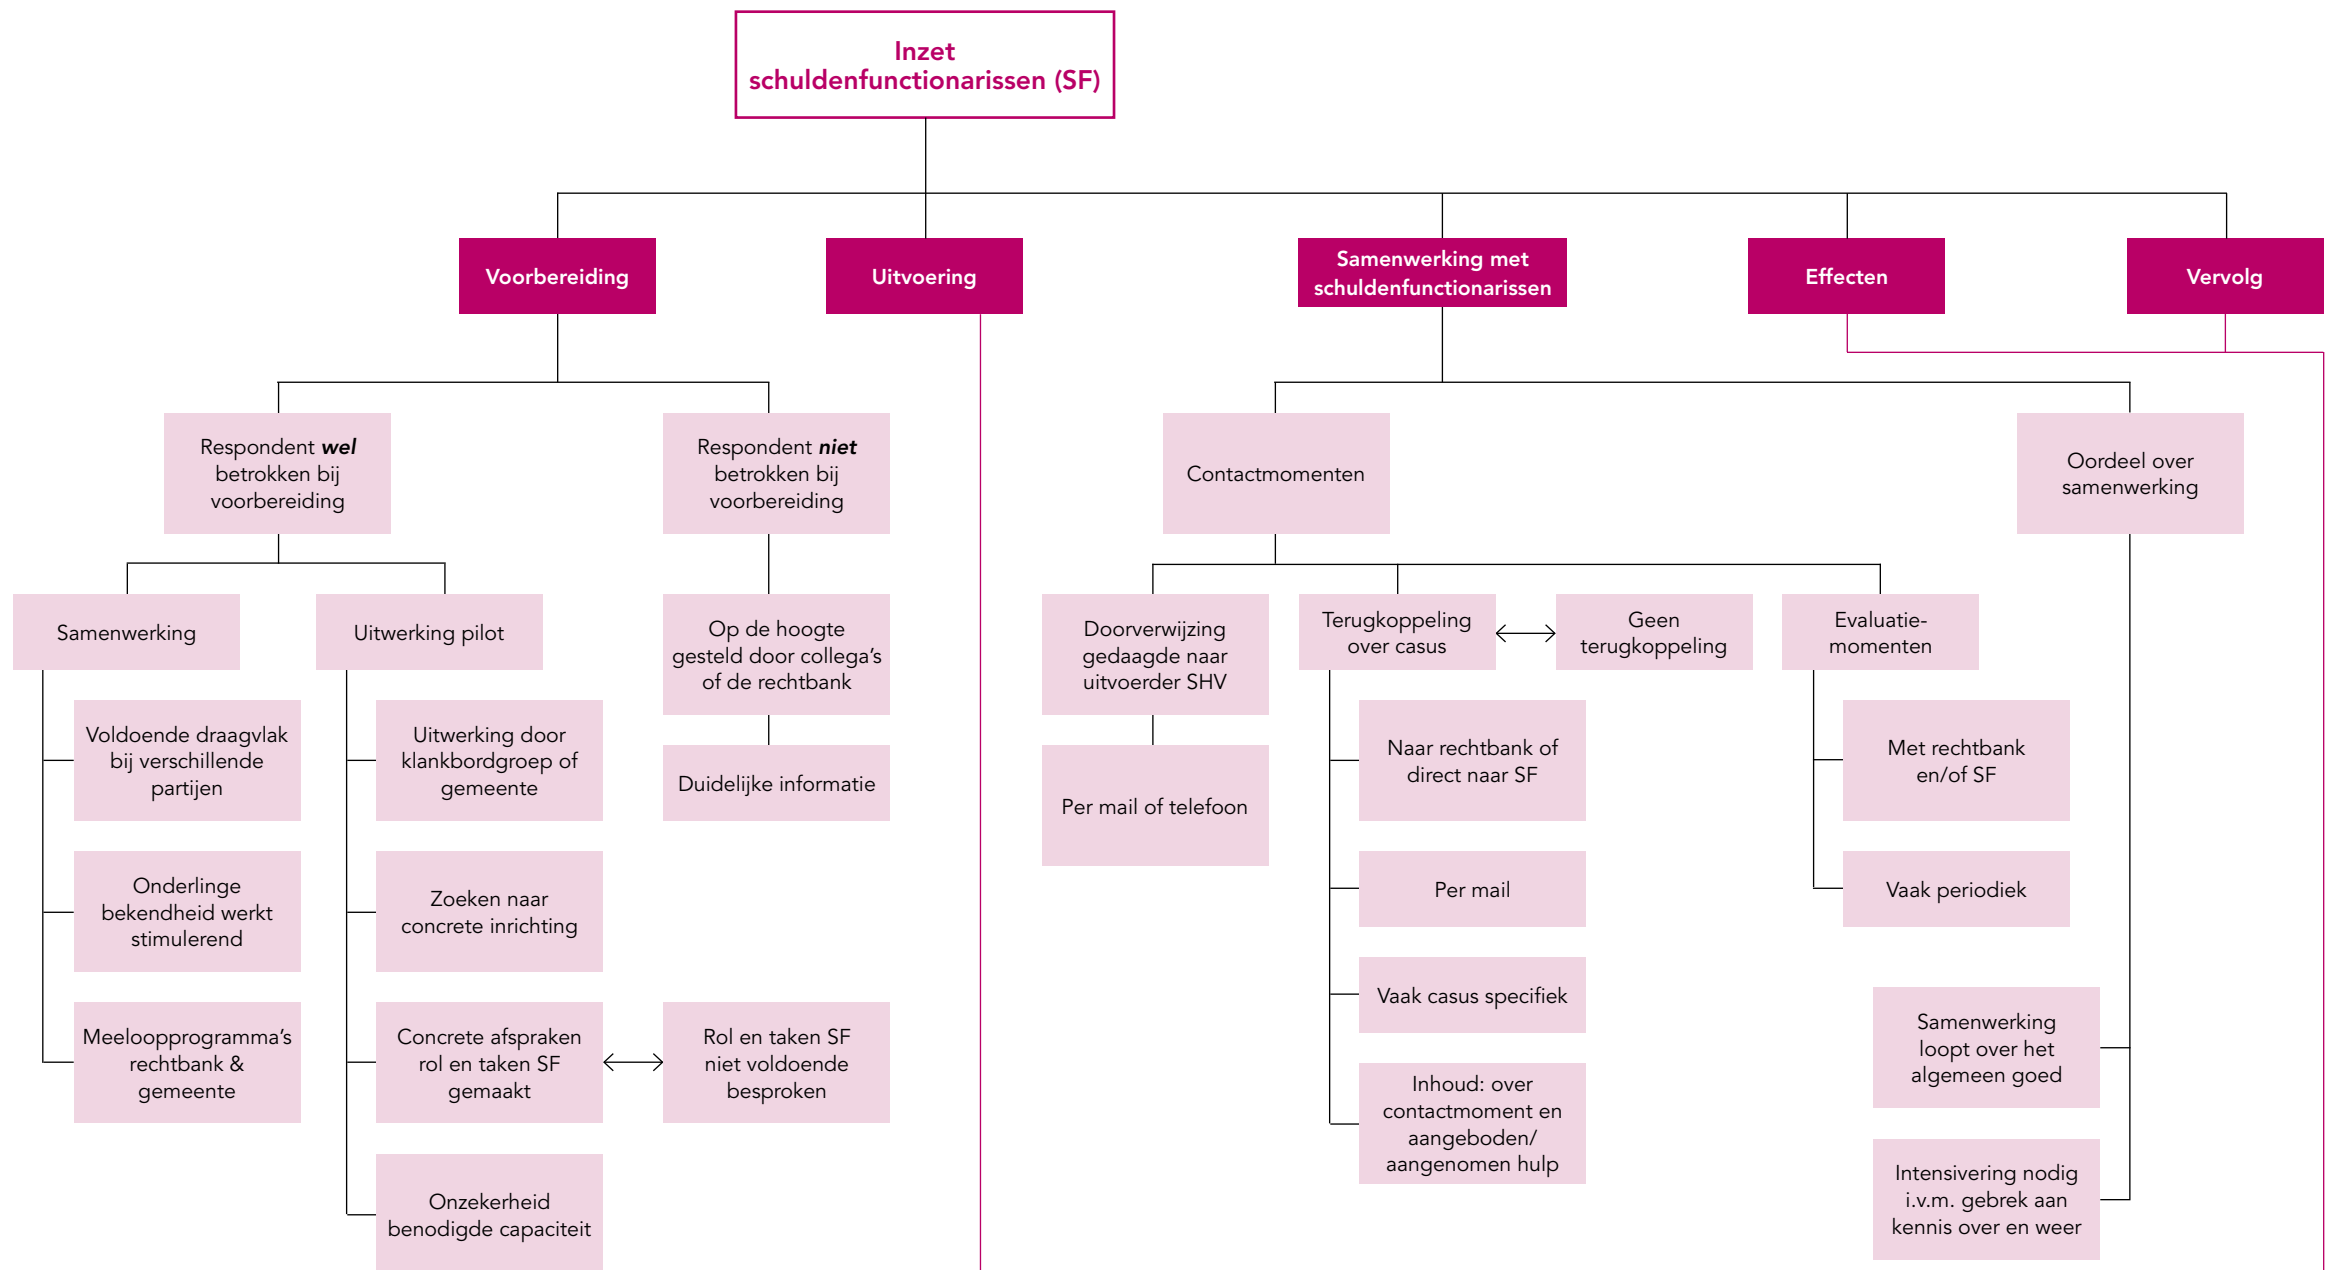 Inzet
schuldenfunctionarissen (SF)
Voorbereiding
Uitvoering
Samenwerking met
schuldenfunctionarissen
Effecten
Vervolg
Respondent wel
betrokken bij
voorbereiding
Respondent niet
betrokken bij
voorbereiding
Contactmomenten
Oordeel over
samenwerking
Samenwerking
Uitwerking pilot
Op de hoogte
gesteld door collega's
of de rechtbank
Doorverwijzing
gedaagde naar
uitvoerder SHV
Terugkoppeling
over casus
Geen
terugkoppeling
Evaluatie-
momenten
Voldoende draagvlak
bij verschillende
partijen
Uitwerking door
klankbordgroep of
gemeente
Duidelijke informatie
Per mail of telefoon
Naar rechtbank of
direct naar SF
Met rechtbank
en/of SF
Onderlinge
bekendheid werkt
stimulerend
Zoeken naar
concrete inrichting
Per mail
Vaak periodiek
Vaak casus specifiek
Meeloopprogramma's
rechtbank &
gemeente
Concrete afspraken
rol en taken SF
gemaakt
Rol en taken SF
niet voldoende
besproken
Samenwerking
loopt over het
algemeen goed
Inhoud: over
contactmoment en
aangeboden/
aangenomen hulp
Onzekerheid
benodigde capaciteit
Intensivering nodig
i.v.m. gebrek aan
kennis over en weer